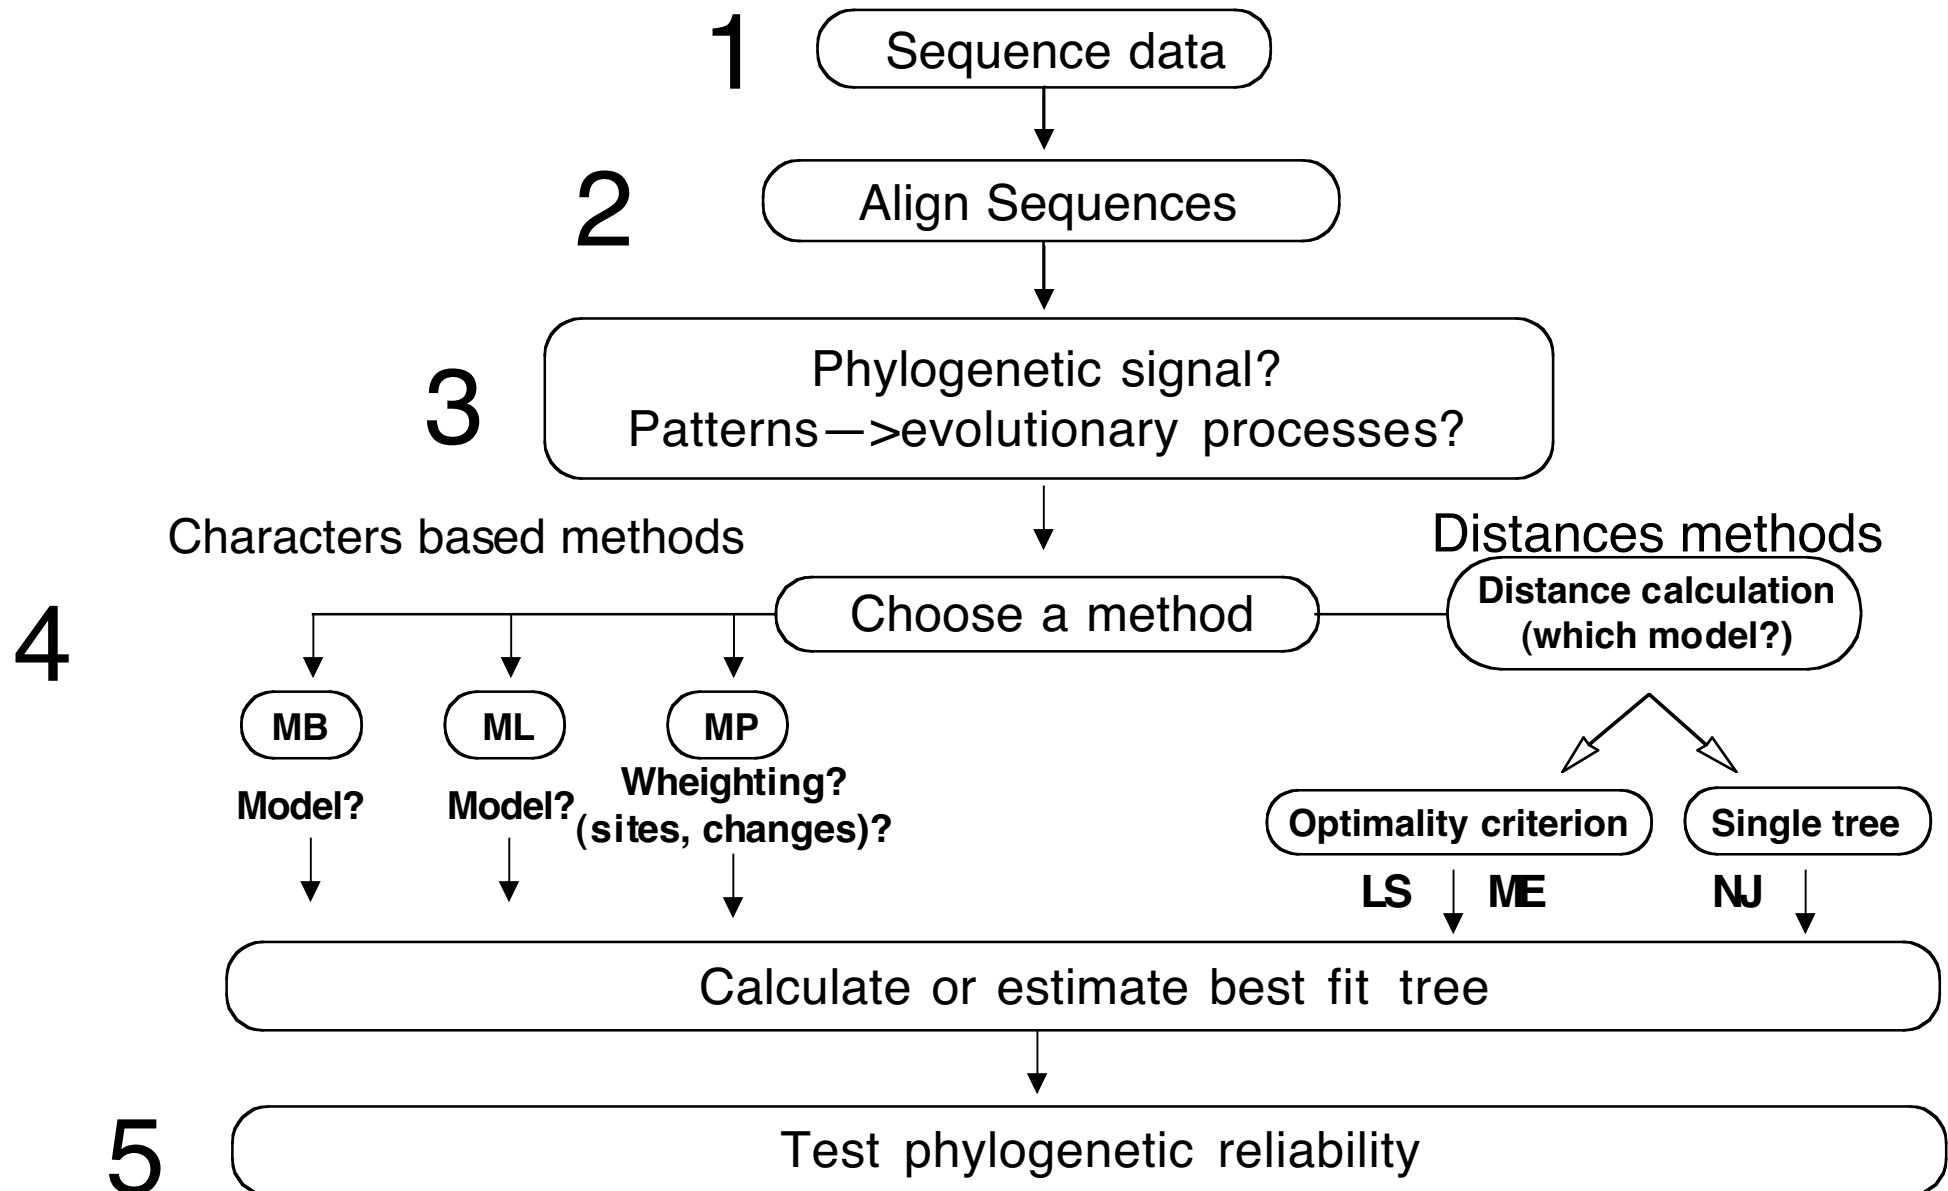 1
Sequence data
2
Align Sequences
3
Phylogenetic signal?
Patterns—>evolutionary processes?
Characters based methods
Distances methods
4
Choose a method
Distance calculation
(which model?)
MB
ML
MP
Model?
Model?
Wheighting?
(sites, changes)?
Optimality criterion
Single tree
LS
ME
NJ
Calculate or estimate best fit tree
5
Test phylogenetic reliability